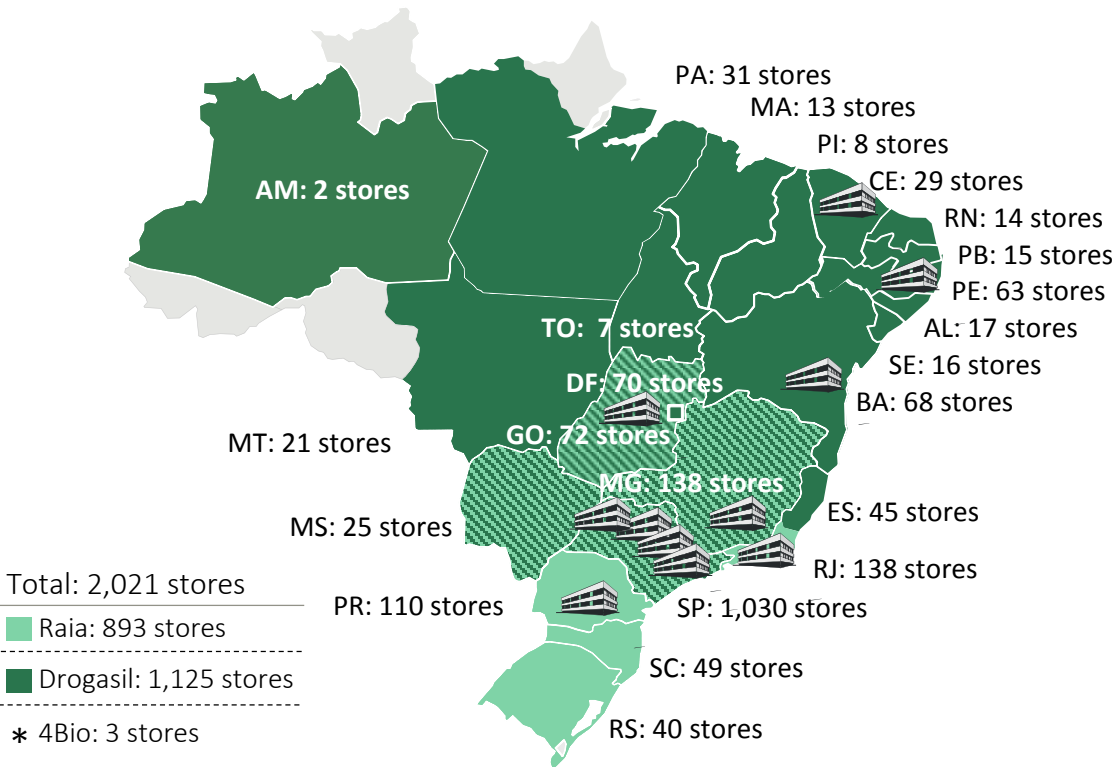 PA: 31 stores
MA: 13 stores
PI: 8 stores
CE: 29 stores
AM: 2 stores
RN: 14 stores
PB: 15 stores
PE: 63 stores
TO: 7 stores
AL: 17 stores
SE: 16 stores
DF: 70 stores
BA: 68 stores
GO: 72 stores
MT: 21 stores
MG: 138 stores
ES: 45 stores
MS: 25 stores
RJ: 138 stores
PR: 110 stores
SP: 1,030 stores
SC: 49 stores
RS: 40 stores
Total: 2,021 stores
Raia: 893 stores
Drogasil: 1,125 stores
* 4Bio: 3 stores